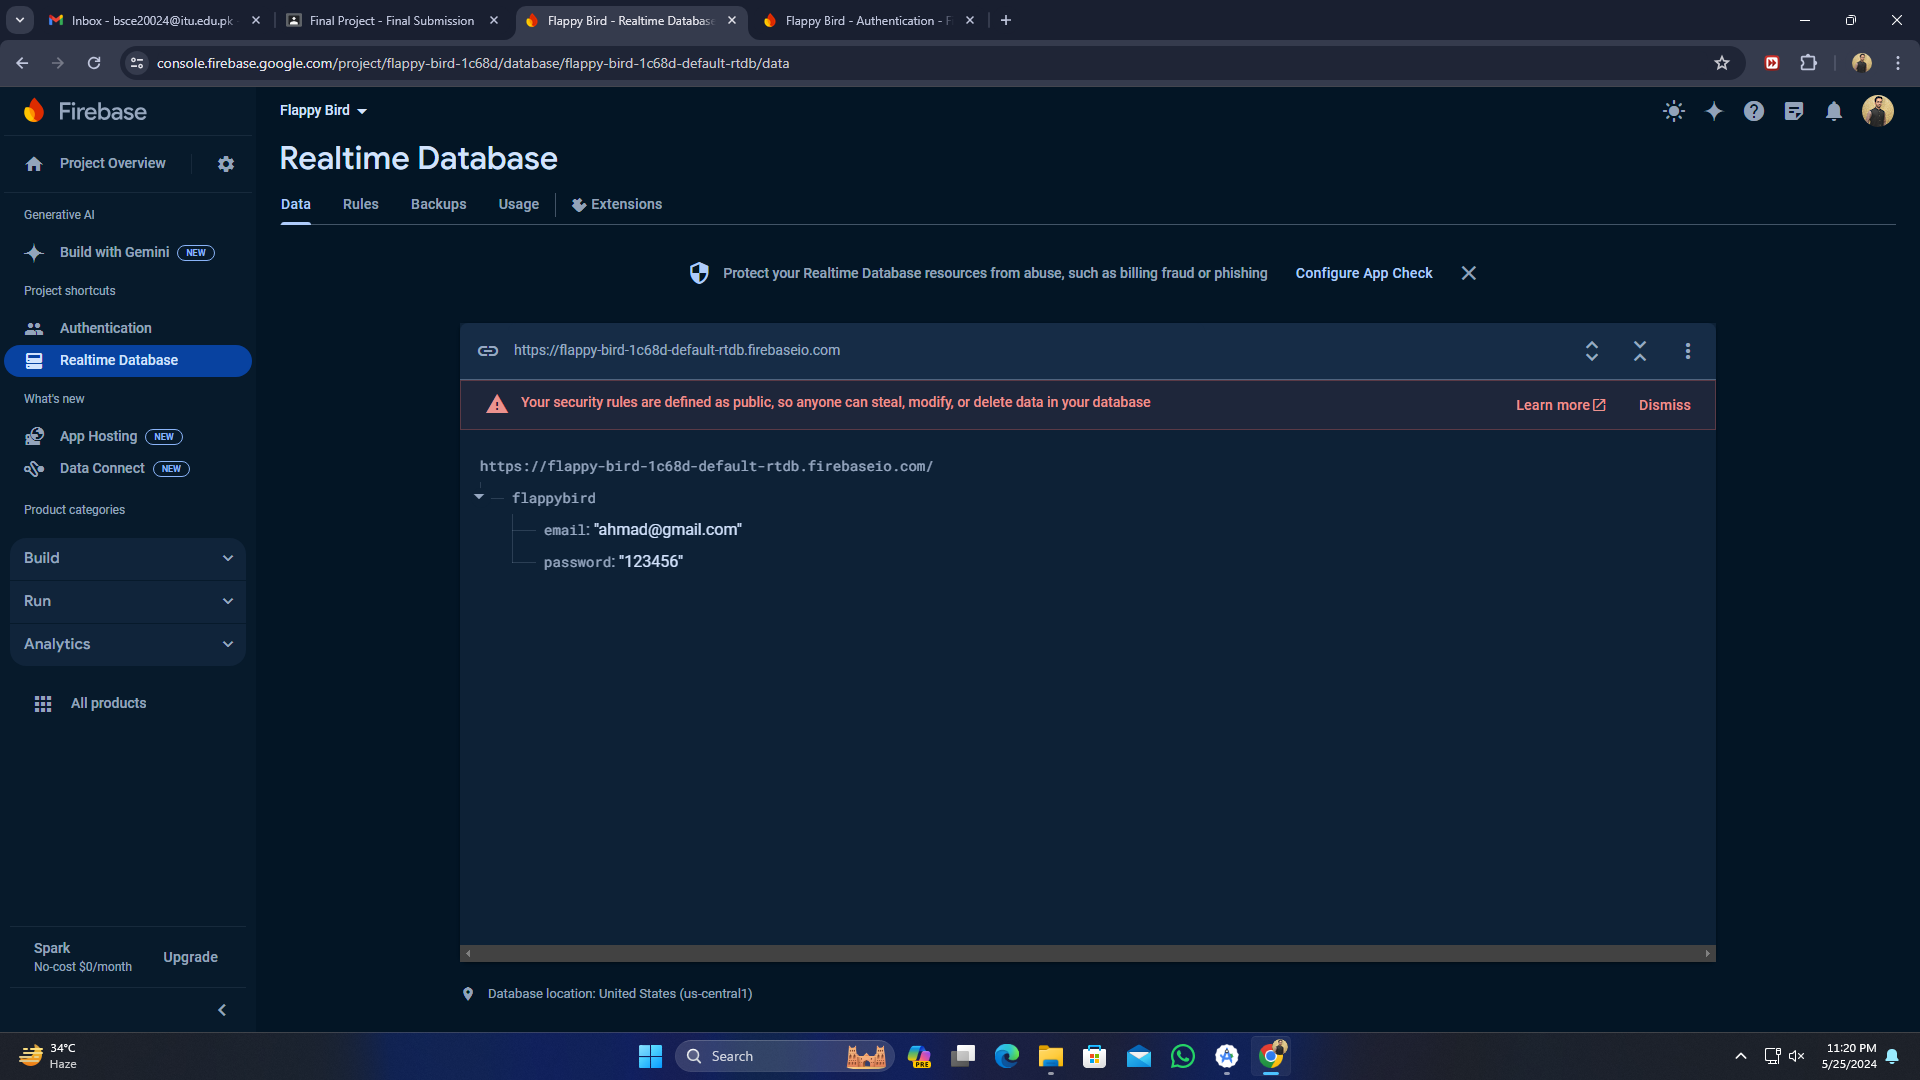 Inbox - bsce20024@itu.edu.pk
Final Project - Final Submission
Flappy Bird - Realtime Database
Flappy Bird - Authentication - F
console.firebase.google.com/project/flappy-bird-1c68d/database/flappy-bird-1c68d-default-rtdb/data
Firebase
Flappy Bird
Project Overview
Realtime Database
Data Rules Backups Usage Extensions
Generative AI
Build with Gemini NEW
Project shortcuts
Authentication
Realtime Database
What's new
App Hosting NEW
Data Connect NEW
Product categories
Build
Run
Analytics
All products
Spark
No-cost $0/month
Upgrade
Protect your Realtime Database resources from abuse, such as billing fraud or phishing Configure App Check
https://flappy-bird-1c68d-default-rtdb.firebaseio.com
Your security rules are defined as public, so anyone can steal, modify, or delete data in your database Learn more Dismiss
https://flappy-bird-1c68d-default-rtdb.firebaseio.com/
flappybird
email: "ahmad@gmail.com"
password: "123456"
Database location: United States (us-central1)
34°C
Haze
Search
PRE
11:20 PM
5/25/2024